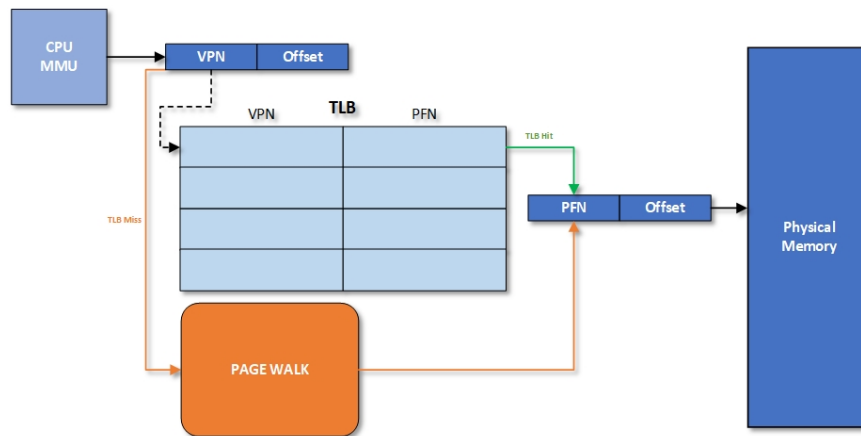 CPU
MMU
VPN
Offset
TLB
VPN
PFN
TLB Hit
TLB Miss
PFN
Offset
Physical
Memory
PAGE WALK